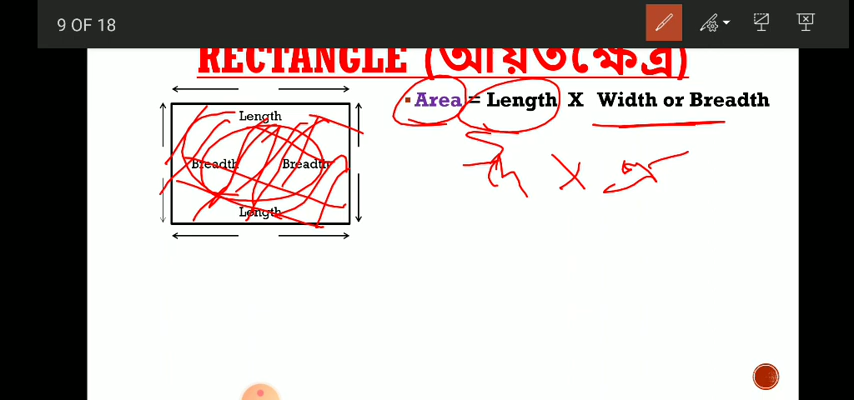 9 OF 18
RECTANGLE (আয়তক্ষেত্র)
▪ Area = Length X Width or Breadth
Length
Breadth Breadth
Length
X